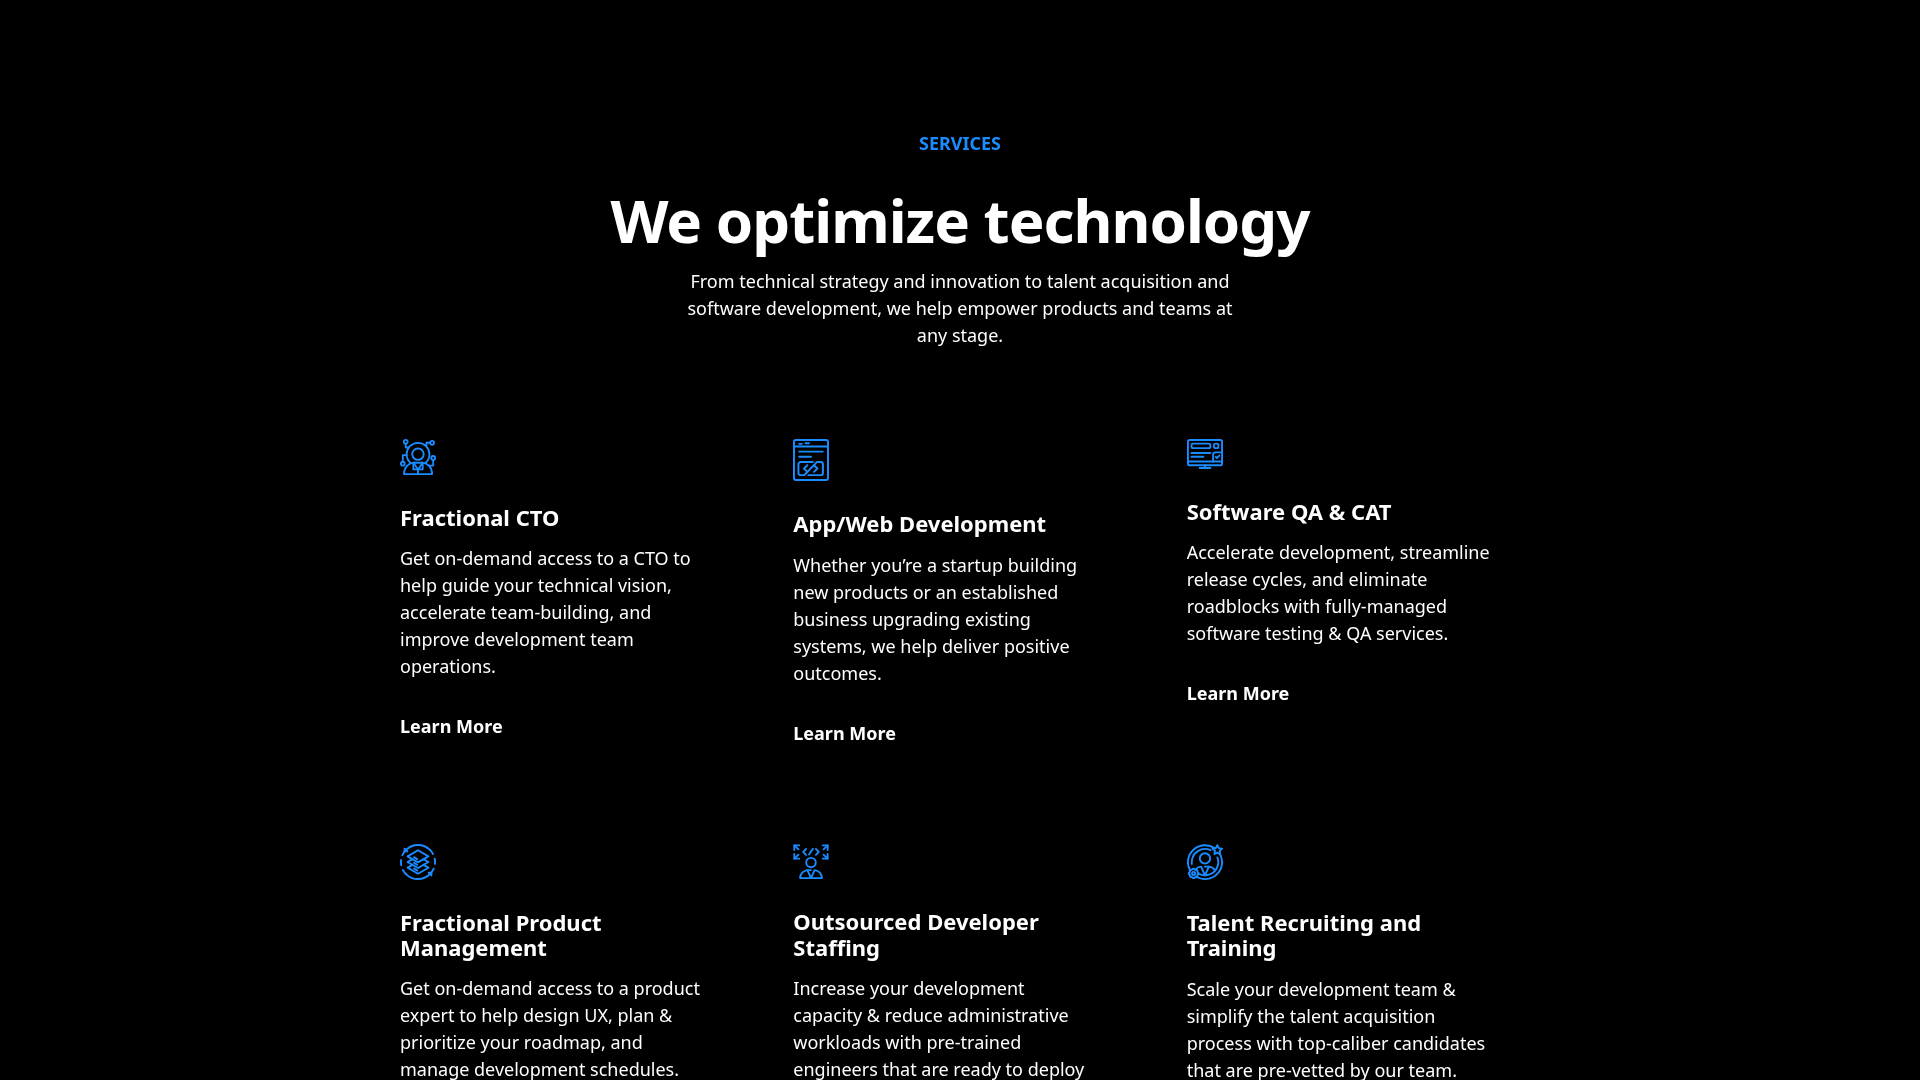 SERVICES
We optimize technology
From technical strategy and innovation to talent acquisition and
software development, we help empower products and teams at
any stage.
Fractional CTO
Get on-demand access to a CTO to
help guide your technical vision,
accelerate team-building, and
improve development team
operations.
Learn More
App/Web Development
Whether you’re a startup building
new products or an established
business upgrading existing
systems, we help deliver positive
outcomes.
Learn More
Software QA & CAT
Accelerate development, streamline
release cycles, and eliminate
roadblocks with fully-managed
software testing & QA services.
Learn More
Fractional Product
Management
Get on-demand access to a product
expert to help design UX, plan &
prioritize your roadmap, and
manage development schedules.
Outsourced Developer
Staffing
Increase your development
capacity & reduce administrative
workloads with pre-trained
engineers that are ready to deploy
Talent Recruiting and
Training
Scale your development team &
simplify the talent acquisition
process with top-caliber candidates
that are pre-vetted by our team.